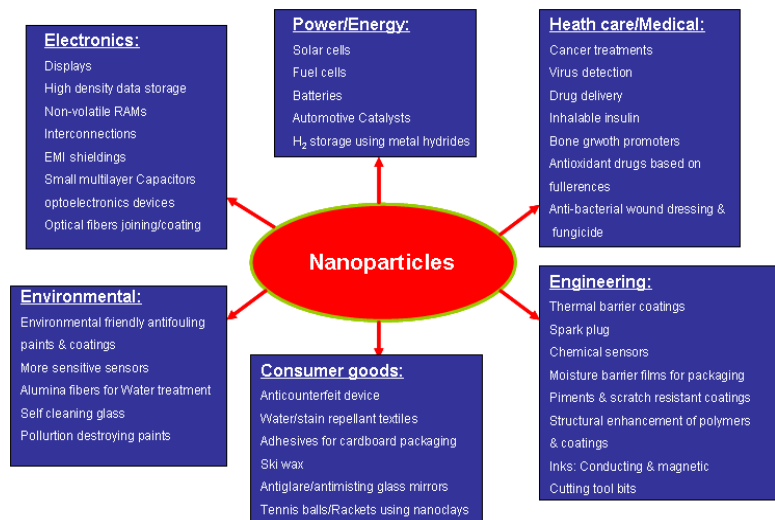 Electronics:
Displays
High density data storage
Non-volatile RAMs
Interconnections
EMI shieldings
Small multilayer Capacitors
optoelectronics devices
Optical fibers joining/coating
Power/Energy:
Solar cells
Fuel cells
Batteries
Automotive Catalysts
H₂ storage using metal hydrides
Heath care/Medical:
Cancer treatments
Virus detection
Drug delivery
Inhalable insulin
Bone grwoth promoters
Antioxidant drugs based on
fullerences
Anti-bacterial wound dressing &
fungicide
Nanoparticles
Environmental:
Environmental friendly antifouling
paints & coatings
More sensitive sensors
Alumina fibers for Water treatment
Self cleaning glass
Pollurtion destroying paints
Consumer goods:
Anticounterfeit device
Water/stain repellant textiles
Adhesives for cardboard packaging
Ski wax
Antiglare/antimisting glass mirrors
Tennis balls/Rackets using nanoclays
Engineering:
Thermal barrier coatings
Spark plug
Chemical sensors
Moisture barrier films for packaging
Piments & scratch resistant coatings
Structural enhancement of polymers
& coatings
Inks: Conducting & magnetic
Cutting tool bits